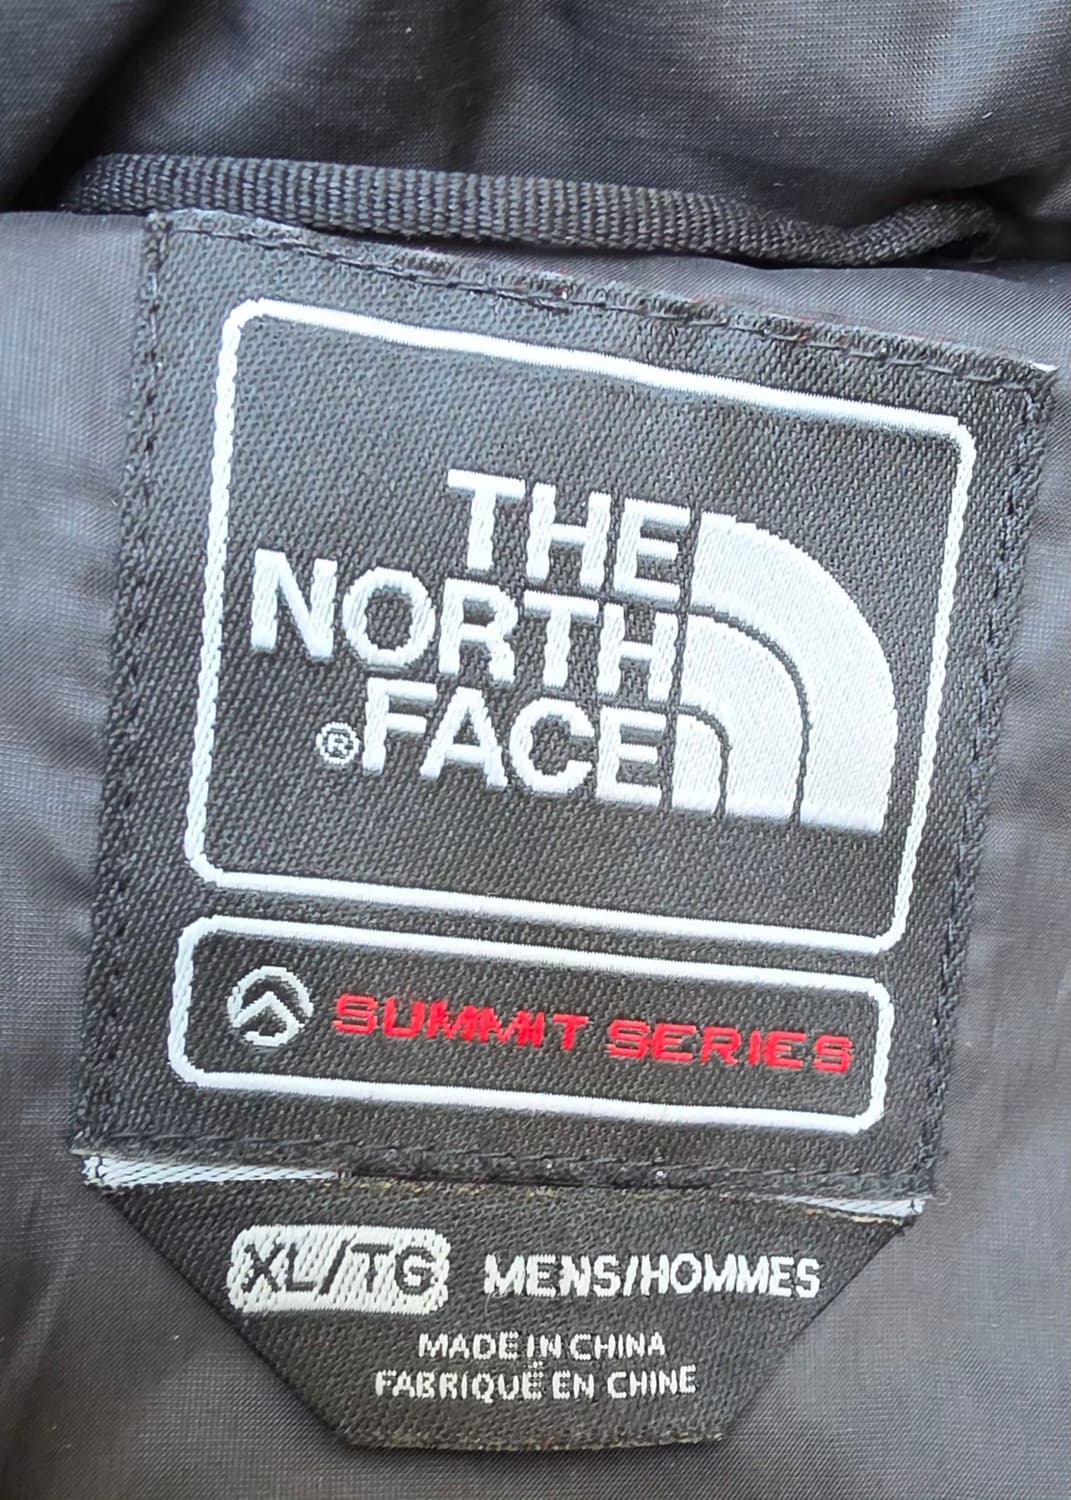 THE
NORTH
®FACE
SUMMIT SERIES
XL/TG MENS/HOMMES
MADE IN CHINA
FABRIQUÉ EN CHINE